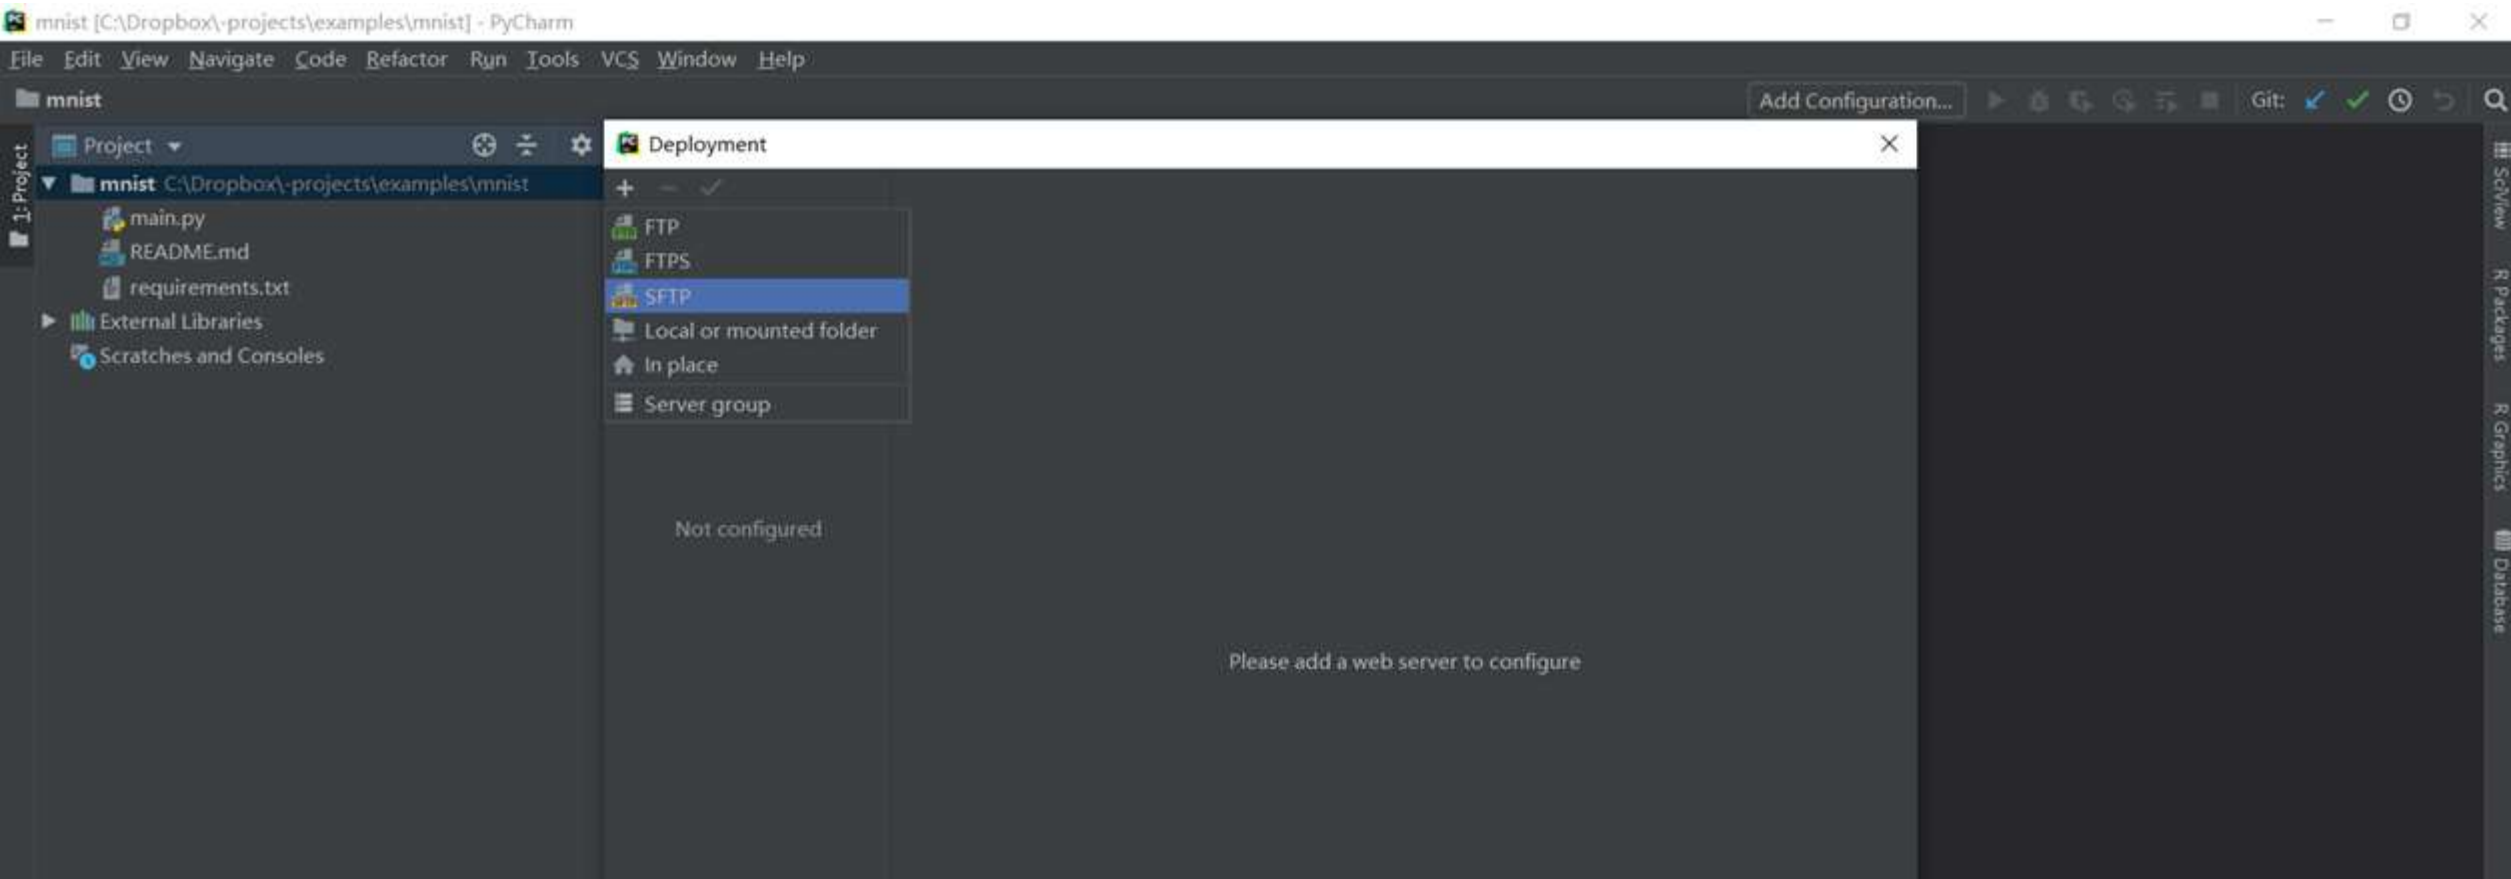 mnist [C:\Dropbox\-projects\examples\mnist] - PyCharm
File Edit View Navigate Code Refactor Run Tools VCS Window Help
mnist
Add Configuration...
Git:
1: Project
Project
mnist C:\Dropbox\-projects\examples\mnist
main.py
README.md
requirements.txt
External Libraries
Scratches and Consoles
Deployment
FTP
FTPS
SFTP
Local or mounted folder
In place
Server group
Not configured
Please add a web server to configure
SciView
R Packages
R Graphics
Database